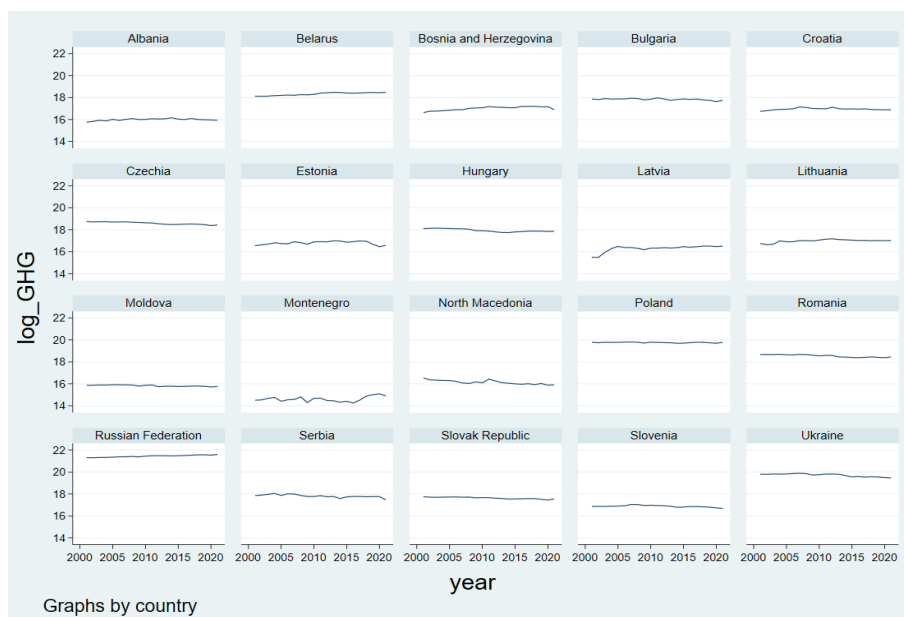 Albania Belarus Bosnia and Herzegovina Bulgaria Croatia
22
20
18
16
14
Czechia Estonia Hungary Latvia Lithuania
22
20
18
16
14
log_GHG
Moldova Montenegro North Macedonia Poland Romania
22
20
18
16
14
Russian Federation Serbia Slovak Republic Slovenia Ukraine
22
20
18
16
14
2000 2005 2010 2015 2020 2000 2005 2010 2015 2020 2000 2005 2010 2015 2020 2000 2005 2010 2015 2020 2000 2005 2010 2015 2020
year
Graphs by country